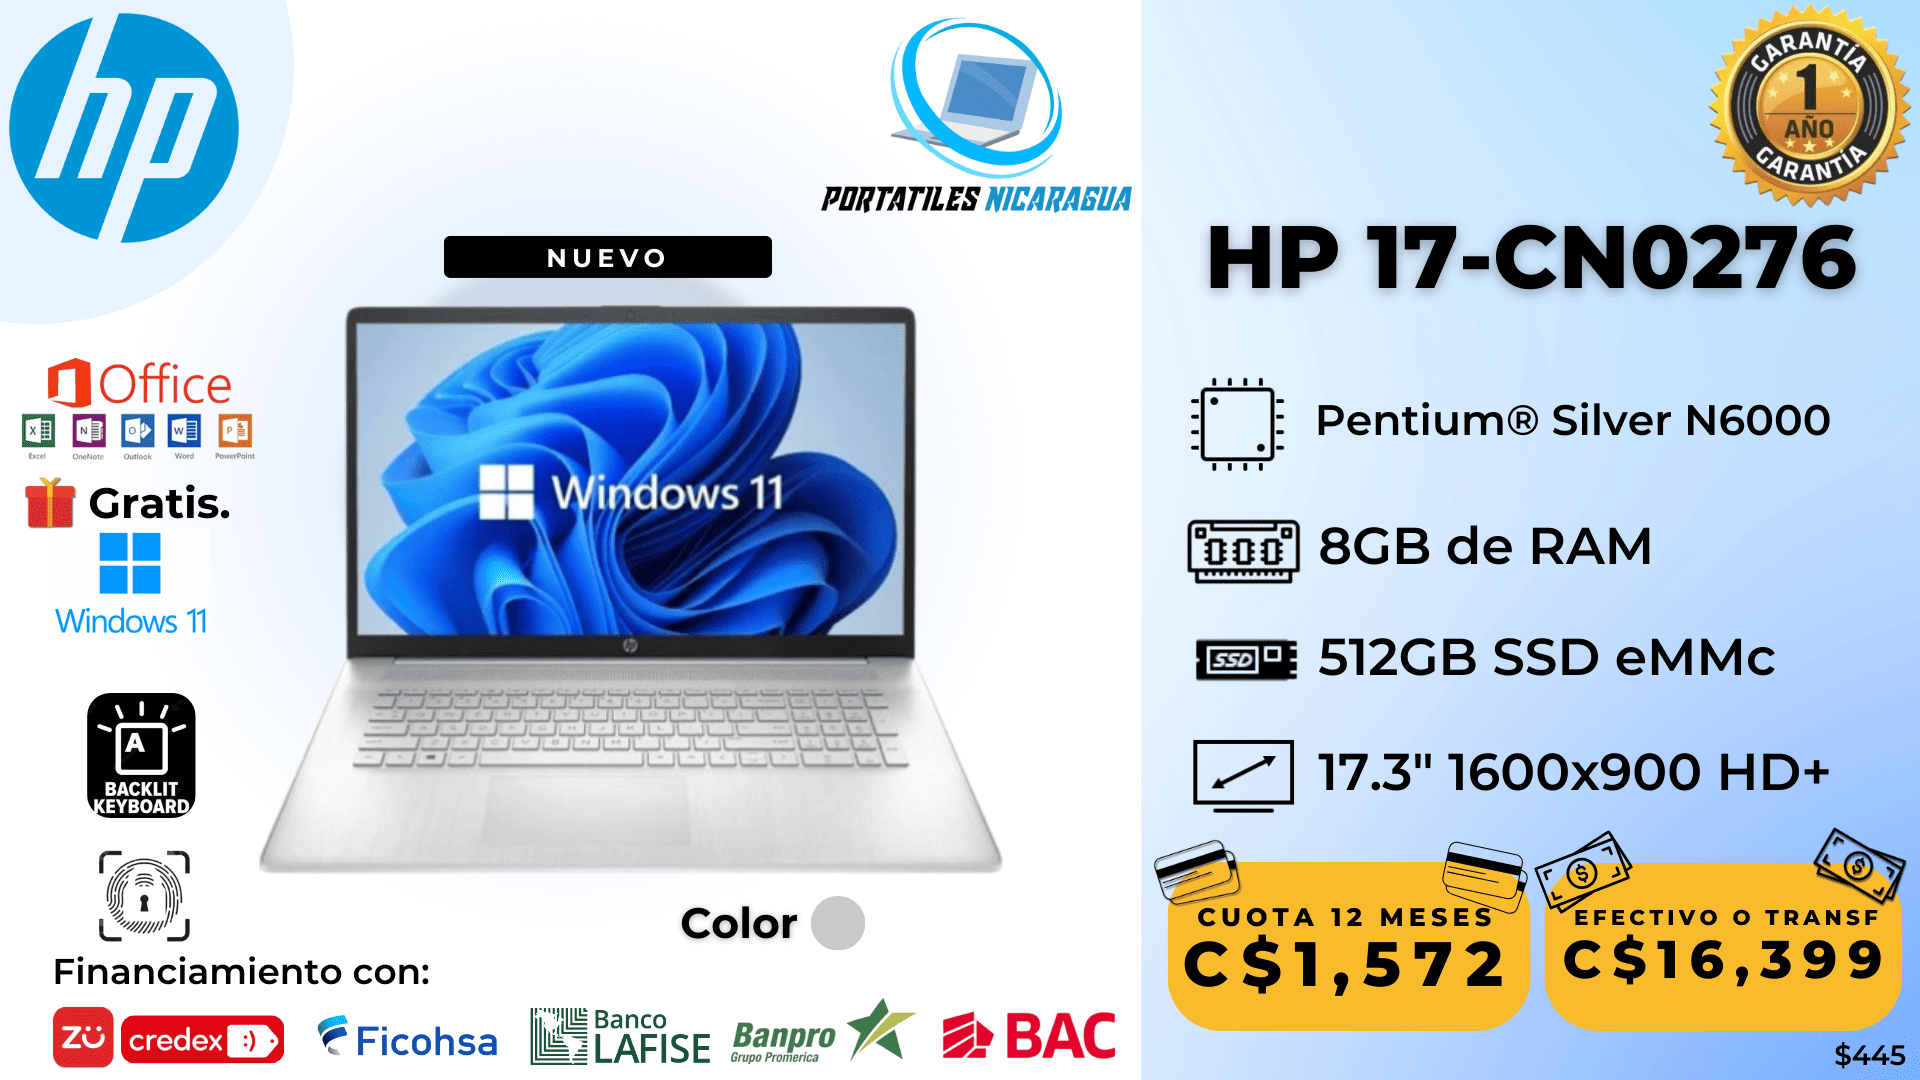 hp
PORTATILES NICARAGUA
GARANTÍA
1
AÑO
GARANTÍA
NUEVO
HP 17-CN0276
Office
Excel OneNote Outlook Word PowerPoint
Gratis.
Windows 11
Windows 11
A
BACKLIT
KEYBOARD
Pentium® Silver N6000
8GB de RAM
SSD
512GB SSD eMMc
17.3" 1600x900 HD+
Color
Financiamiento con:
ZU
credex :)
Ficohsa
Banco
LAFISE
Banpro
Grupo Promerica
BAC
CUOTA 12 MESES
C$1,572
EFECTIVO O TRANSF
C$16,399
$445